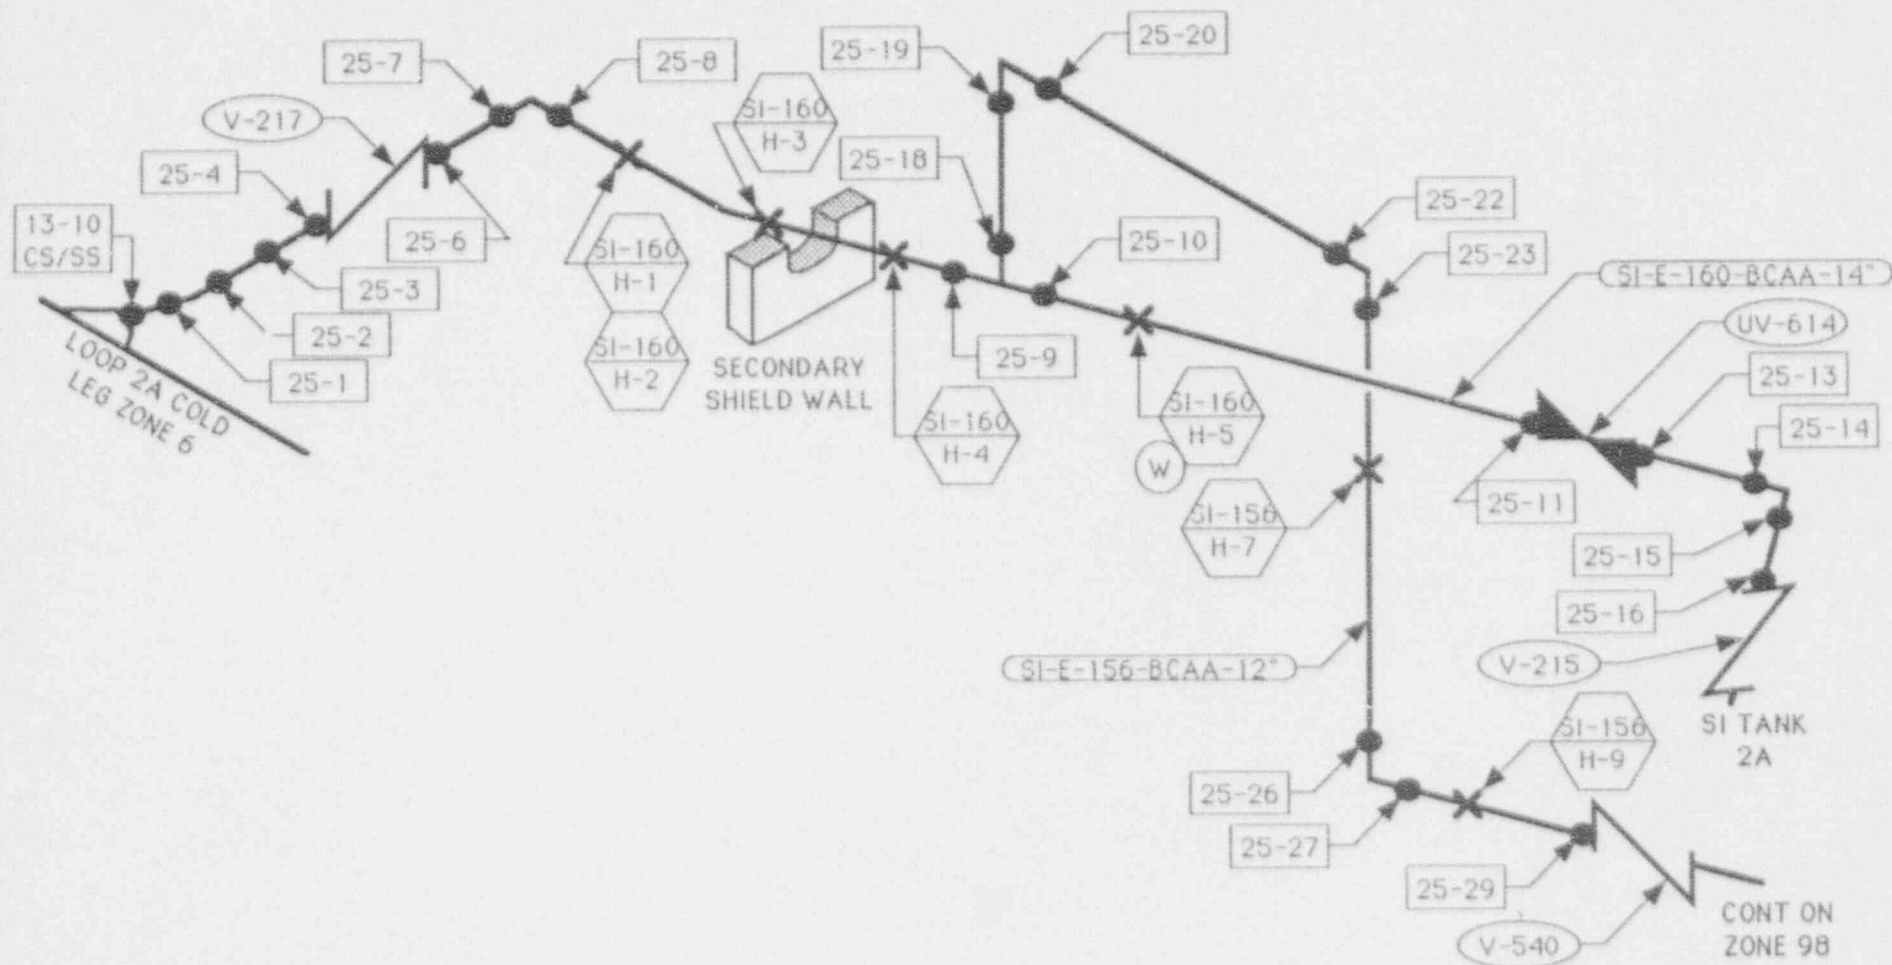 25-7
25-8
25-19
25-20
V-217
SI-160
H-3
25-4
25-18
25-22
13-10
CS/SS
25-6
25-10
25-23
SI-160
H-1
25-3
SI-E-160-BCAA-14"
25-2
UV-614
SI-160
H-2
25-9
LOOP 2A COLD
LEG ZONE 6
25-1
SECONDARY
SHIELD WALL
25-13
SI-160
H-4
SI-160
H-5
W
25-14
25-11
SI-156
H-7
25-15
25-16
SI-E-156-BCAA-12"
V-215
SI TANK
2A
SI-156
H-9
25-26
25-27
25-29
V-540
CONT ON
ZONE 98